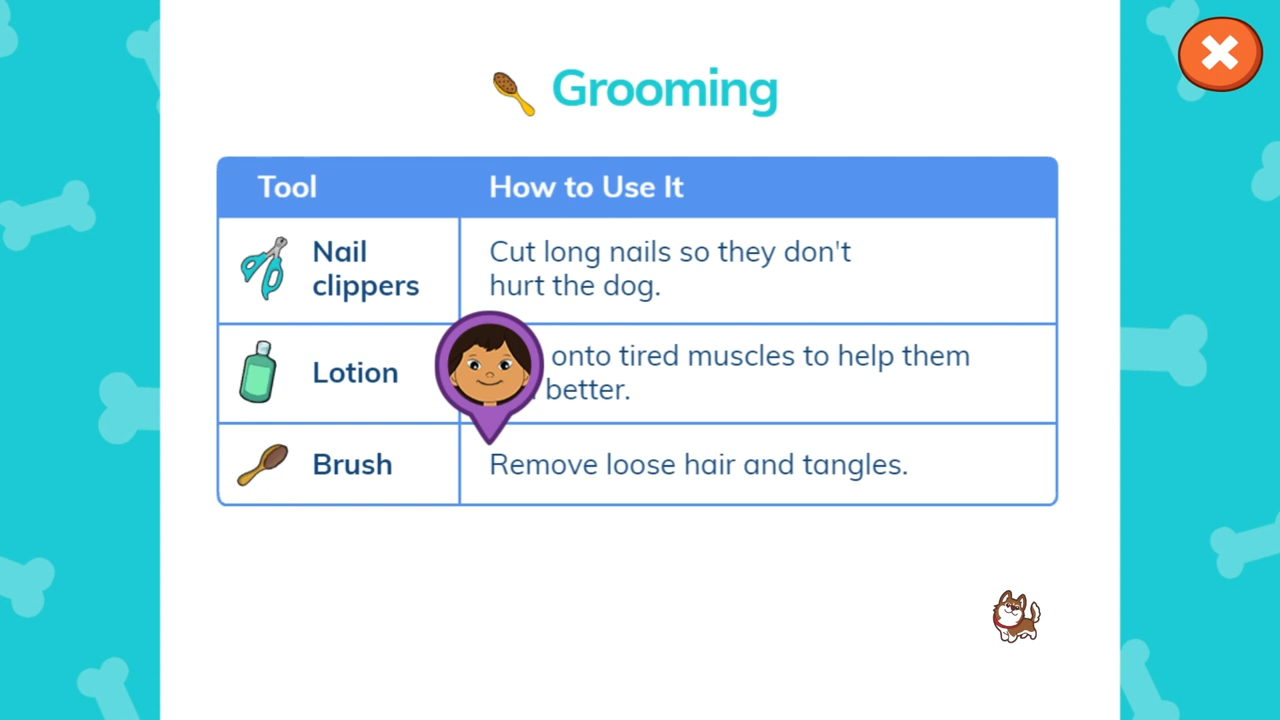 Grooming
Tool How to Use It
Nail
clippers
Cut long nails so they don't
hurt the dog.
Lotion
onto tired muscles to help them
better.
Brush
Remove loose hair and tangles.